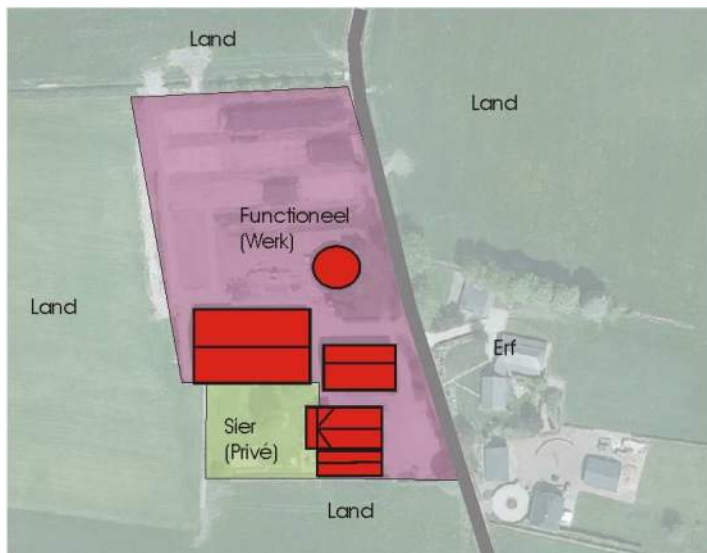 Land
Land
Functioneel
(Werk)
Land
Erf
Sier
(Privé)
Land